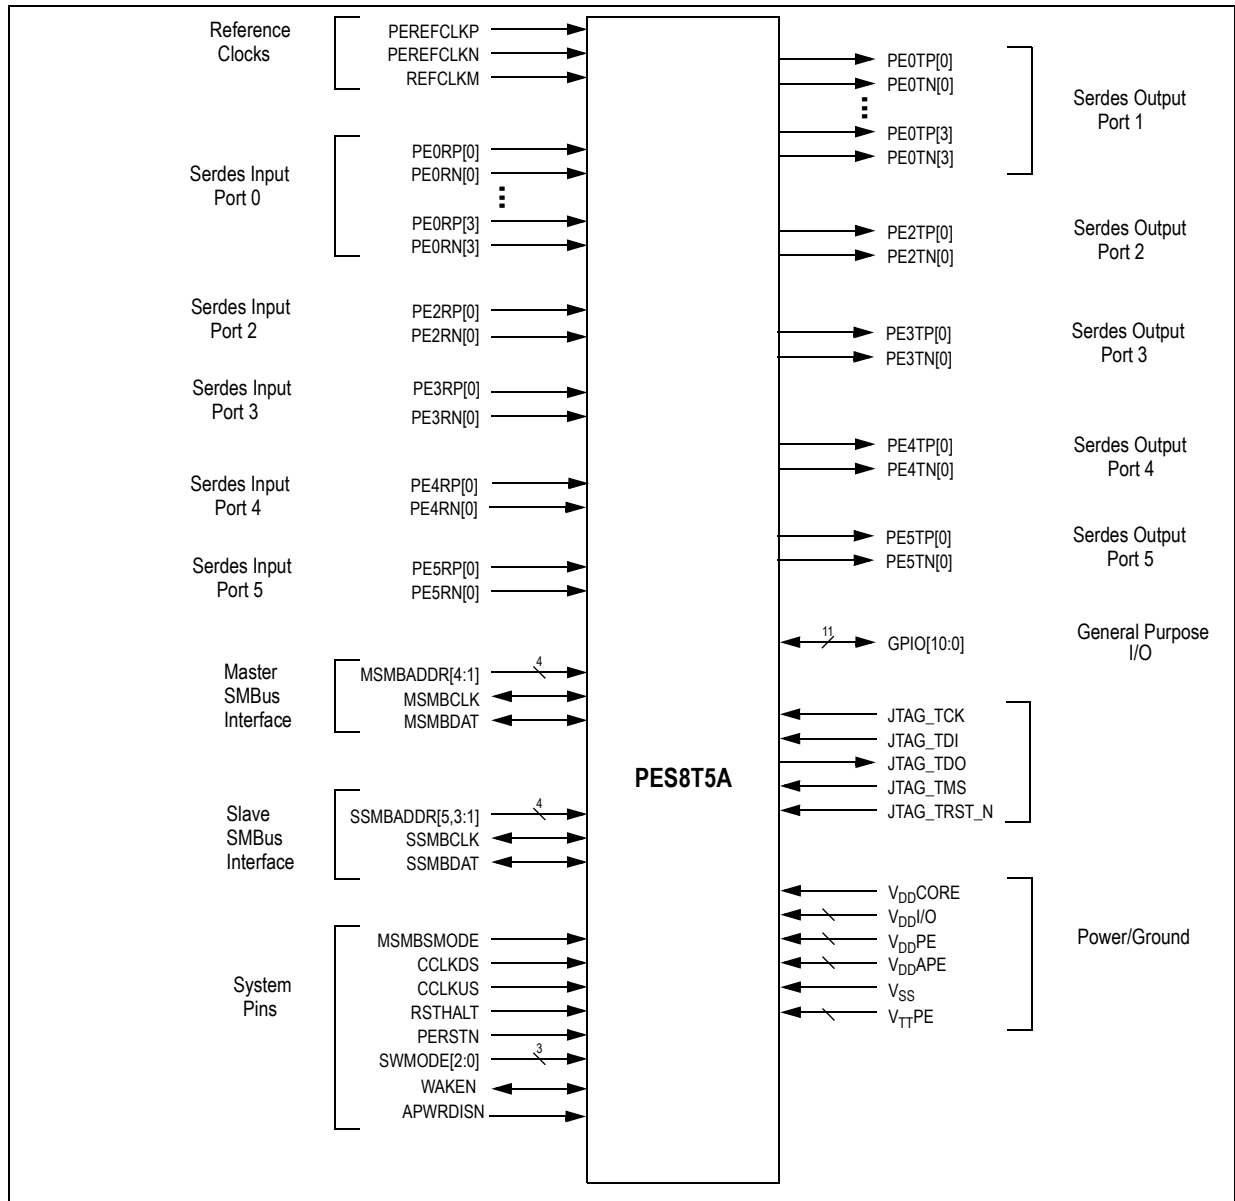 Reference
Clocks
PEREFCLKP
PEREFCLKN
REFCLKM
Serdes Input
Port 0
PE0RP[0]
PE0RN[0]
PE0RP[3]
PE0RN[3]
Serdes Input
Port 2
PE2RP[0]
PE2RN[0]
Serdes Input
Port 3
PE3RP[0]
PE3RN[0]
Serdes Input
Port 4
PE4RP[0]
PE4RN[0]
Serdes Input
Port 5
PE5RP[0]
PE5RN[0]
Master
SMBus
Interface
MSMBADDR[4:1]
4
MSMBCLK
MSMBDAT
Slave
SMBus
Interface
SSMBADDR[5,3:1]
4
SSMBCLK
SSMBDAT
System
Pins
MSMBSMODE
CCLKDS
CCLKUS
RSTHALT
PERSTN
SWMODE[2:0]
3
WAKEN
APWRDISN
PES8T5A
PE0TP[0]
PE0TN[0]
PE0TP[3]
PE0TN[3]
Serdes Output
Port 1
PE2TP[0]
PE2TN[0]
Serdes Output
Port 2
PE3TP[0]
PE3TN[0]
Serdes Output
Port 3
PE4TP[0]
PE4TN[0]
Serdes Output
Port 4
PE5TP[0]
PE5TN[0]
Serdes Output
Port 5
11
GPIO[10:0]
General Purpose
I/O
JTAG_TCK
JTAG_TDI
JTAG_TDO
JTAG_TMS
JTAG_TRST_N
VDDCORE
VDDI/O
VDDPE
VDDAPE
VSS
VTTPE
Power/Ground